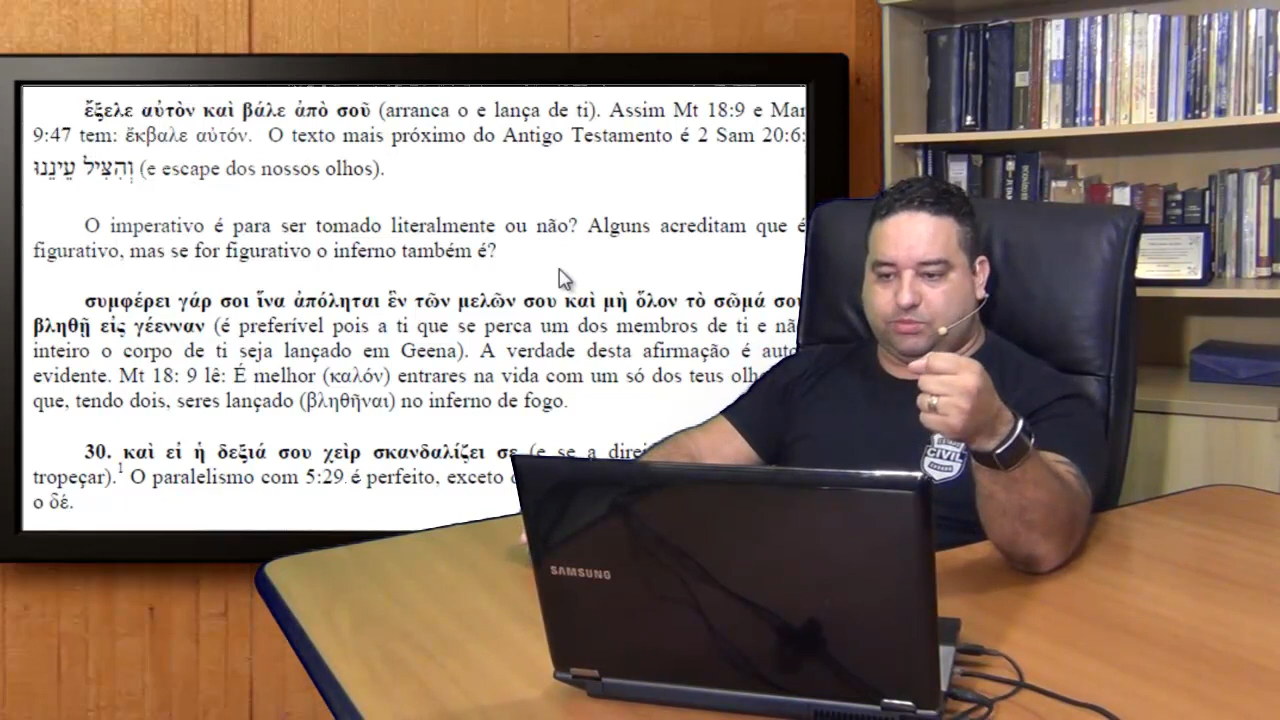 ἔξελε αὐτὸν καὶ βάλε ἀπὸ σοῦ (arranca o e lança de ti). Assim Mt 18:9 e Mar
9:47 tem: ἔκβαλε αὐτόν. O texto mais próximo do Antigo Testamento é 2 Sam 20:6:
וְהִצִּיל עֵינֵנוּ (e escape dos nossos olhos).
O imperativo é para ser tomado literalmente ou não? Alguns acreditam que é
figurativo, mas se for figurativo o inferno também é?
συμφέρει γάρ σοι ἵνα ἀπόληται ἓν τῶν μελῶν σου καὶ μὴ ὅλον τὸ σῶμά σου
βληθῇ εἰς γέενναν (é preferível pois a ti que se perca um dos membros de ti e
inteiro o corpo de ti seja lançado em Geena). A verdade desta afirmação é
evidente. Mt 18: 9 lê: É melhor (καλόν) entrares na vida com um só dos teus
que, tendo dois, seres lançado (βληθῆναι) no inferno de fogo.
30. καὶ εἰ ἡ δεξιά σου χεὶρ σκανδαλίζει σε (e se a
tropeçar).1 O paralelismo com 5:29 é perfeito, exceto
o δέ.
CIVIL
SAMSUNG